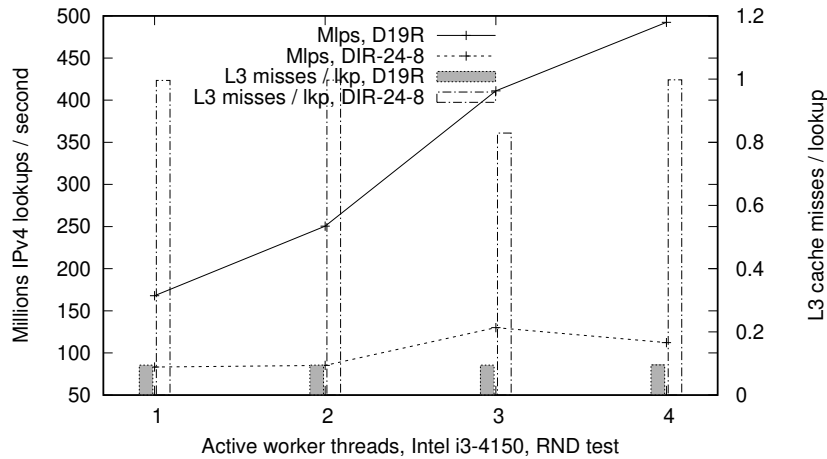 Mlps, D19R
Mlps, DIR-24-8
L3 misses / lkp, D19R
L3 misses / lkp, DIR-24-8
Millions IPv4 lookups / second
500
450
400
350
300
250
200
150
100
50
L3 cache misses / lookup
1.2
1
0.8
0.6
0.4
0.2
0
1 2 3 4
Active worker threads, Intel i3-4150, RND test